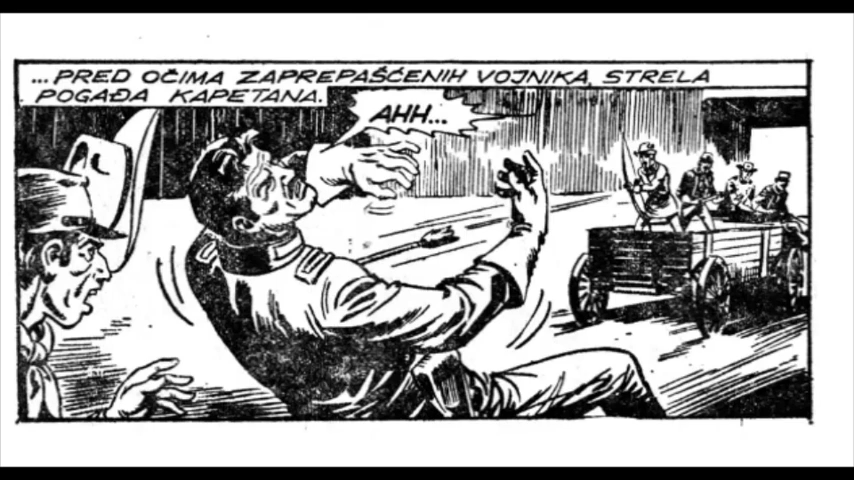 ...PRED OČIMA ZAPREPAŠĆENIH VOJNIKA, STRELA
POGAĐA KAPETANA.
AHH...